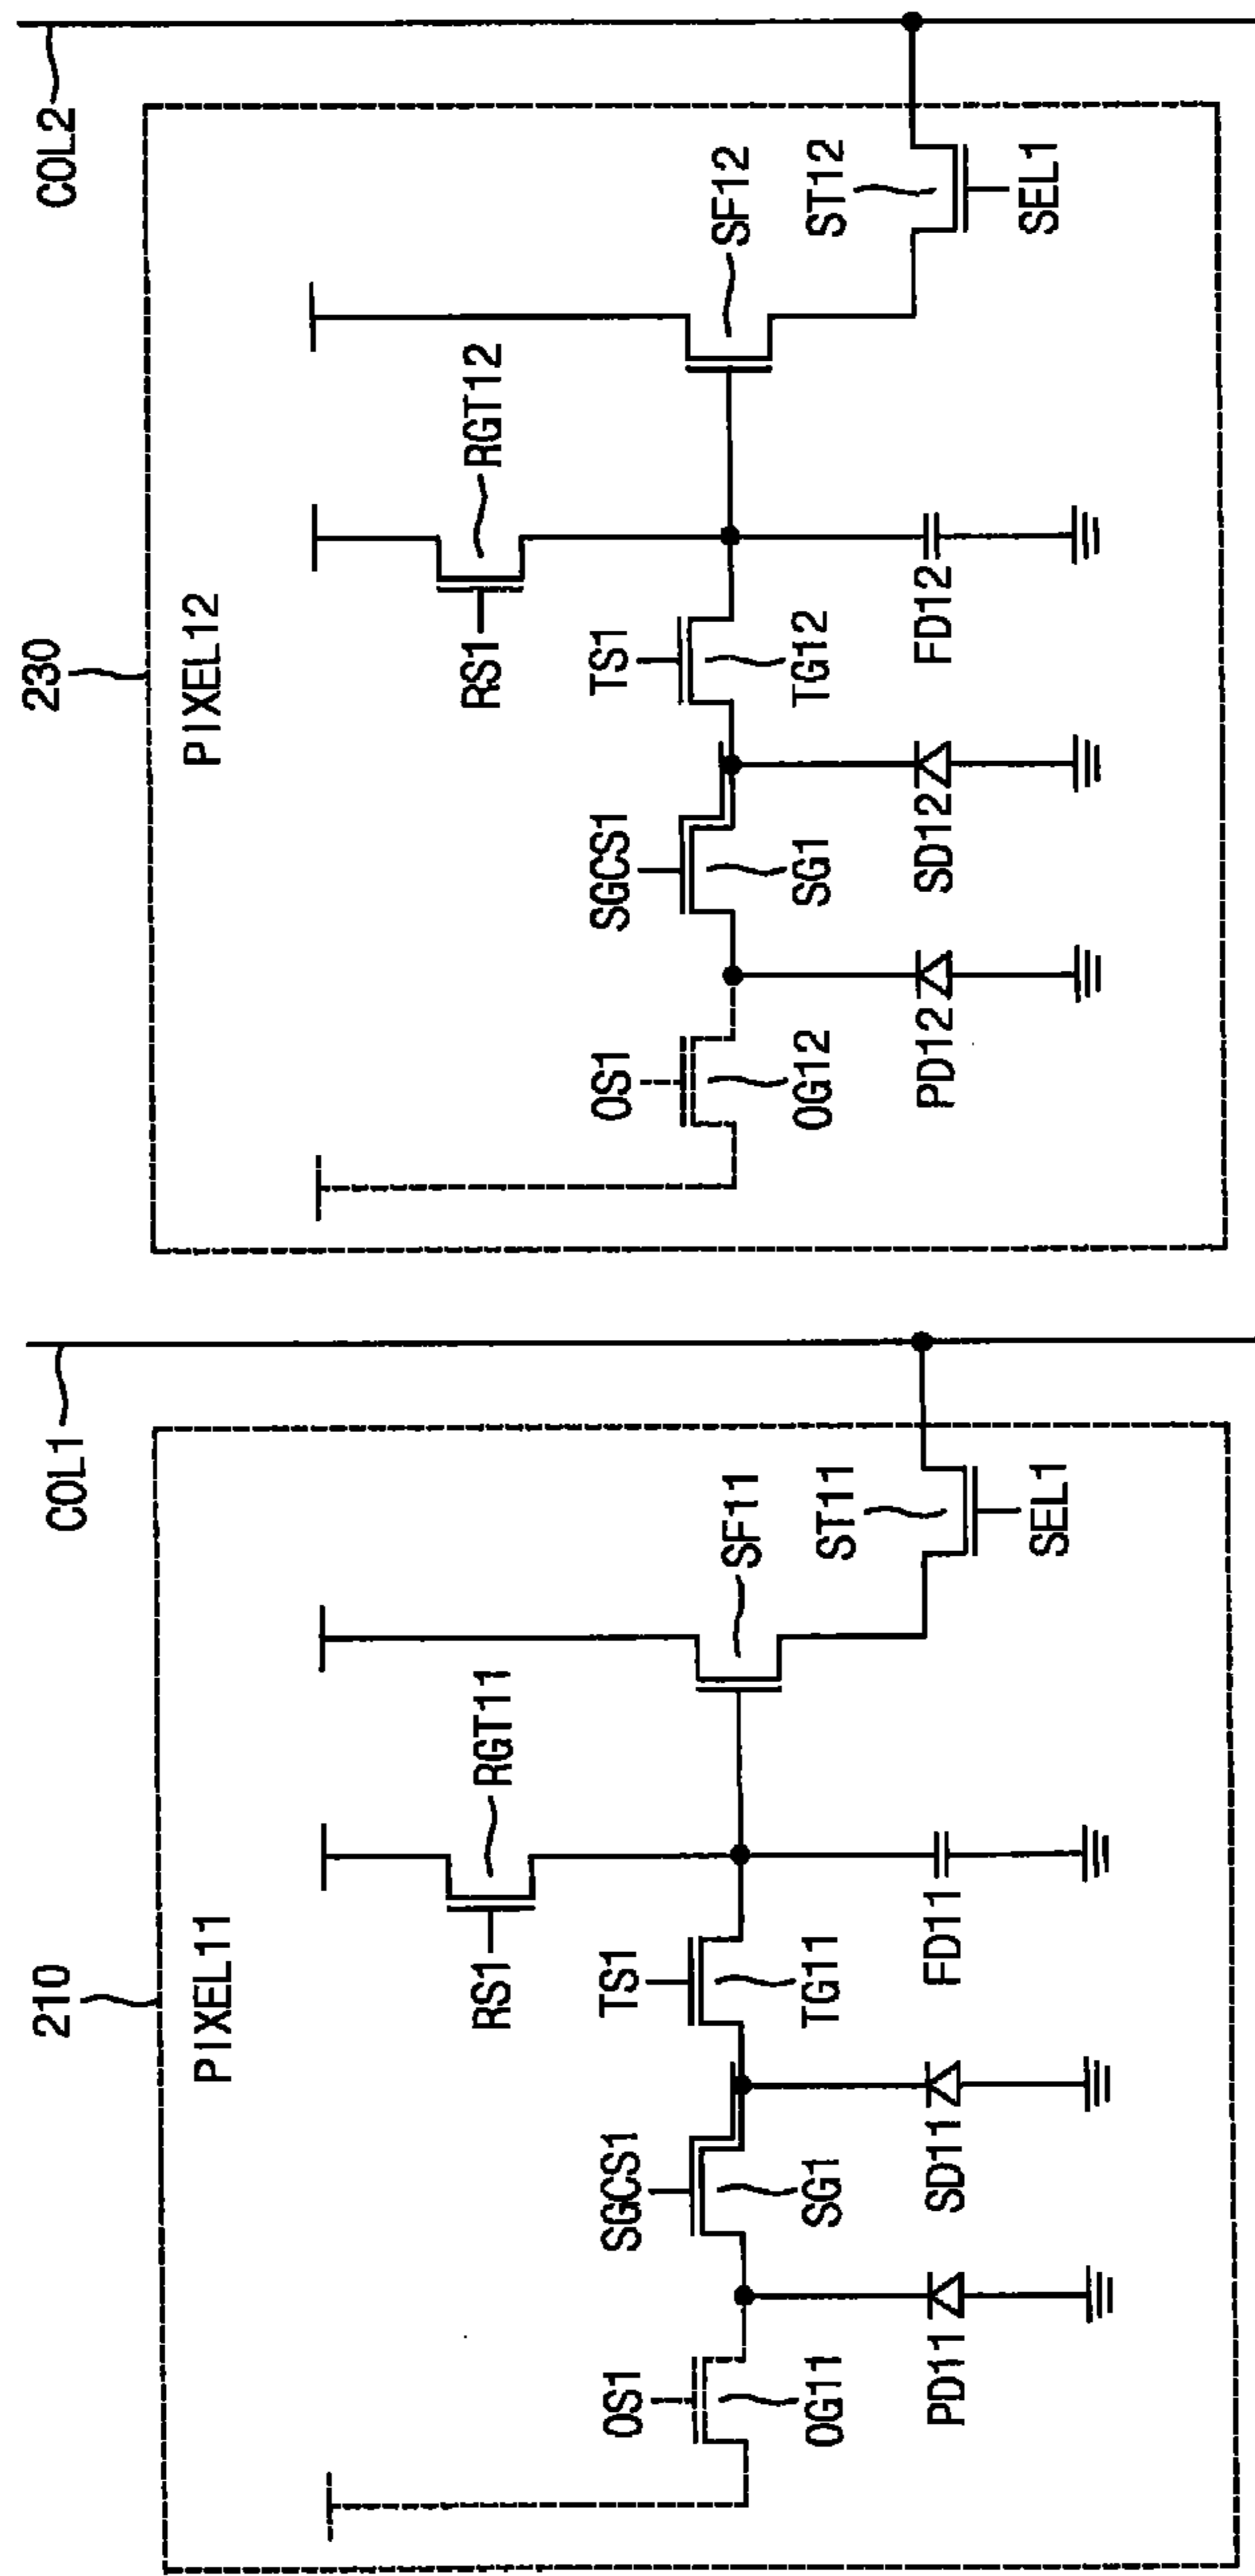 210
PIXEL11
COL1
RS1
RGT11
SF11
OS1
SGCS1
TS1
OG11
SG1
TG11
ST11
PD11
SD11
FD11
SEL1
230
PIXEL12
COL2
RS1
RGT12
SF12
OS1
SGCS1
TS1
OG12
SG1
TG12
ST12
PD12
SD12
FD12
SEL1